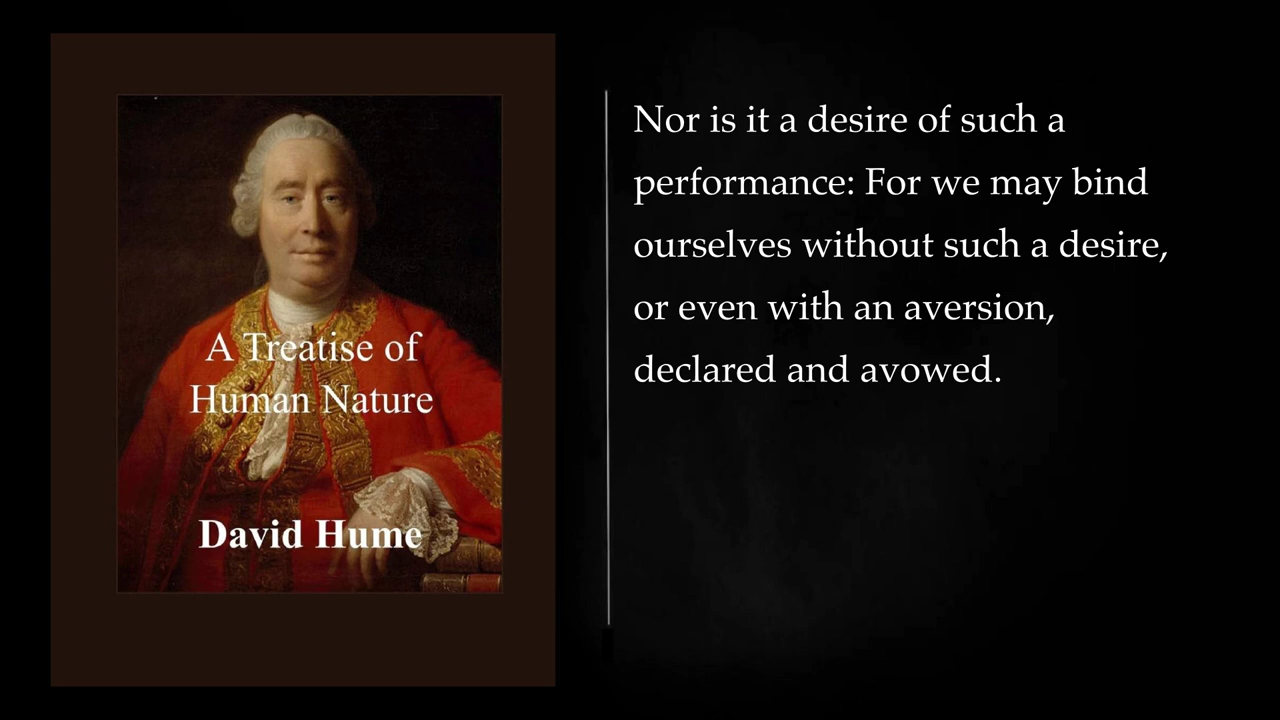 A Treatise of
Human Nature
David Hume
Nor is it a desire of such a
performance: For we may bind
ourselves without such a desire,
or even with an aversion,
declared and avowed.